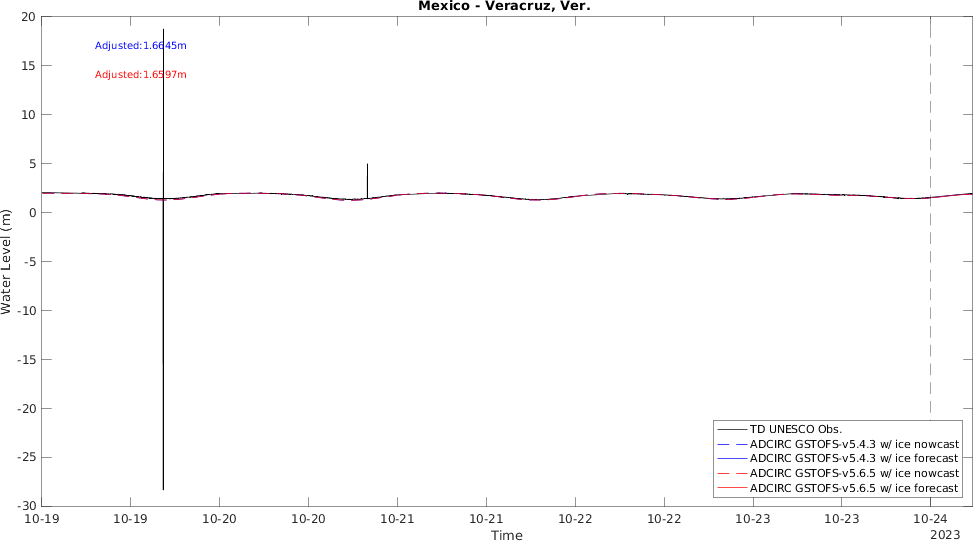 Mexico - Veracruz, Ver.
20
15
10
5
0
-5
-10
-15
-20
-25
-30
Water Level (m)
Adjusted:1.6645m
Adjusted:1.6597m
TD UNESCO Obs.
ADCIRC GSTOFS-v5.4.3 w/ ice nowcast
ADCIRC GSTOFS-v5.4.3 w/ ice forecast
ADCIRC GSTOFS-v5.6.5 w/ ice nowcast
ADCIRC GSTOFS-v5.6.5 w/ ice forecast
10-19 10-19 10-20 10-20 10-21 10-21 10-22 10-22 10-23 10-23 10-24
2023
Time